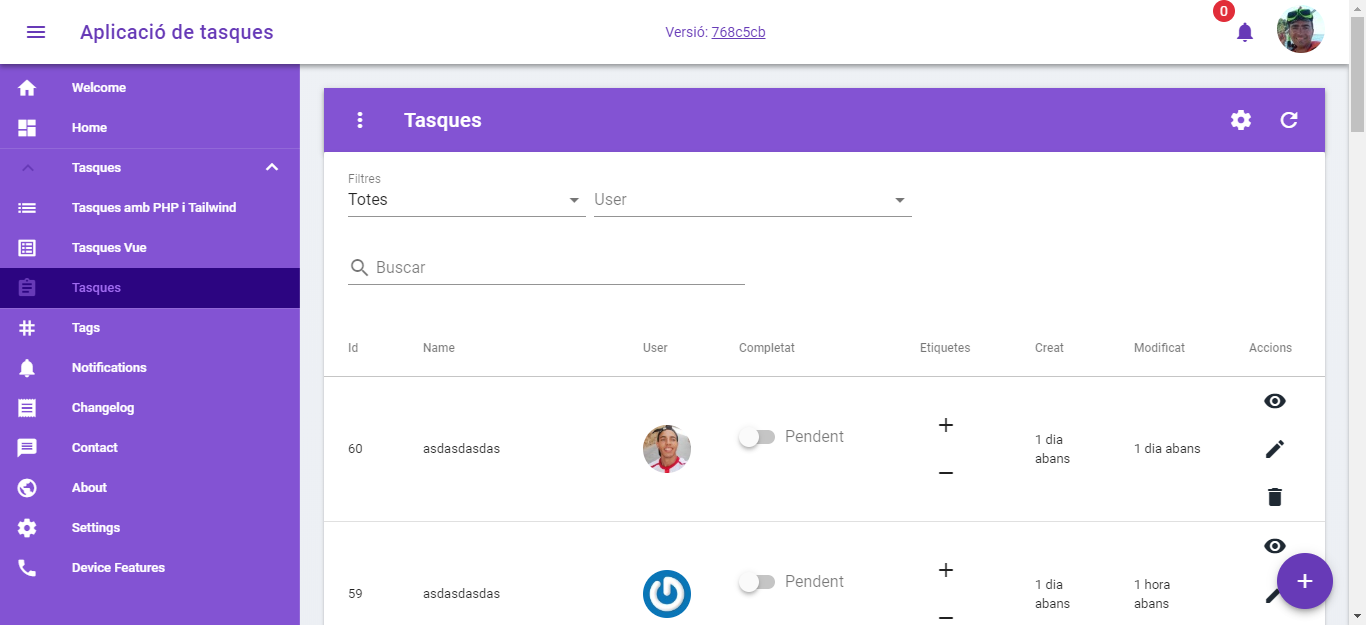 Aplicació de tasques
Versió: 768c5cb
0
Welcome
Home
Tasques
Tasques amb PHP i Tailwind
Tasques Vue
Tasques
Tags
Notifications
Changelog
Contact
About
Settings
Device Features
Tasques
Filtres
Totes
User
Buscar
Id Name User Completat Etiquetes Creat Modificat Accions
60 asdasdasdas Pendent 1 dia abans 1 dia abans
59 asdasdasdas Pendent 1 dia abans 1 hora abans